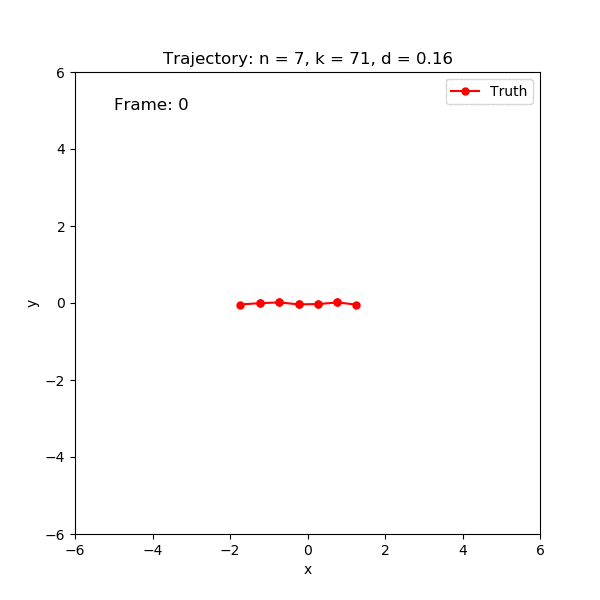 Trajectory: n = 7, k = 71, d = 0.16
Frame: 0
Truth
6
4
2
0
−2
−4
−6
y
−6 −4 −2 0 2 4 6
x